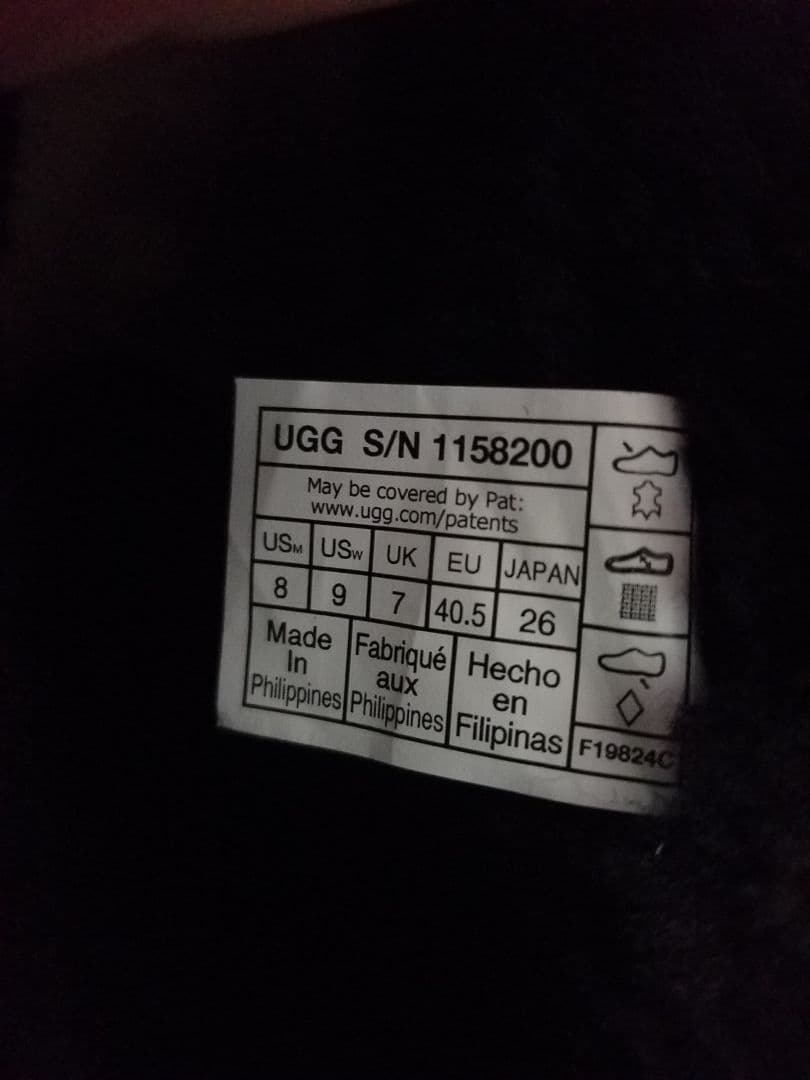 UGG S/N 1158200
May be covered by Pat:
www.ugg.com/patents
USM USW UK EU JAPAN
8 9 7 40.5 26
Made
In
Philippines
Fabriqué
aux
Philippines
Hecho
en
Filipinas
F19824C